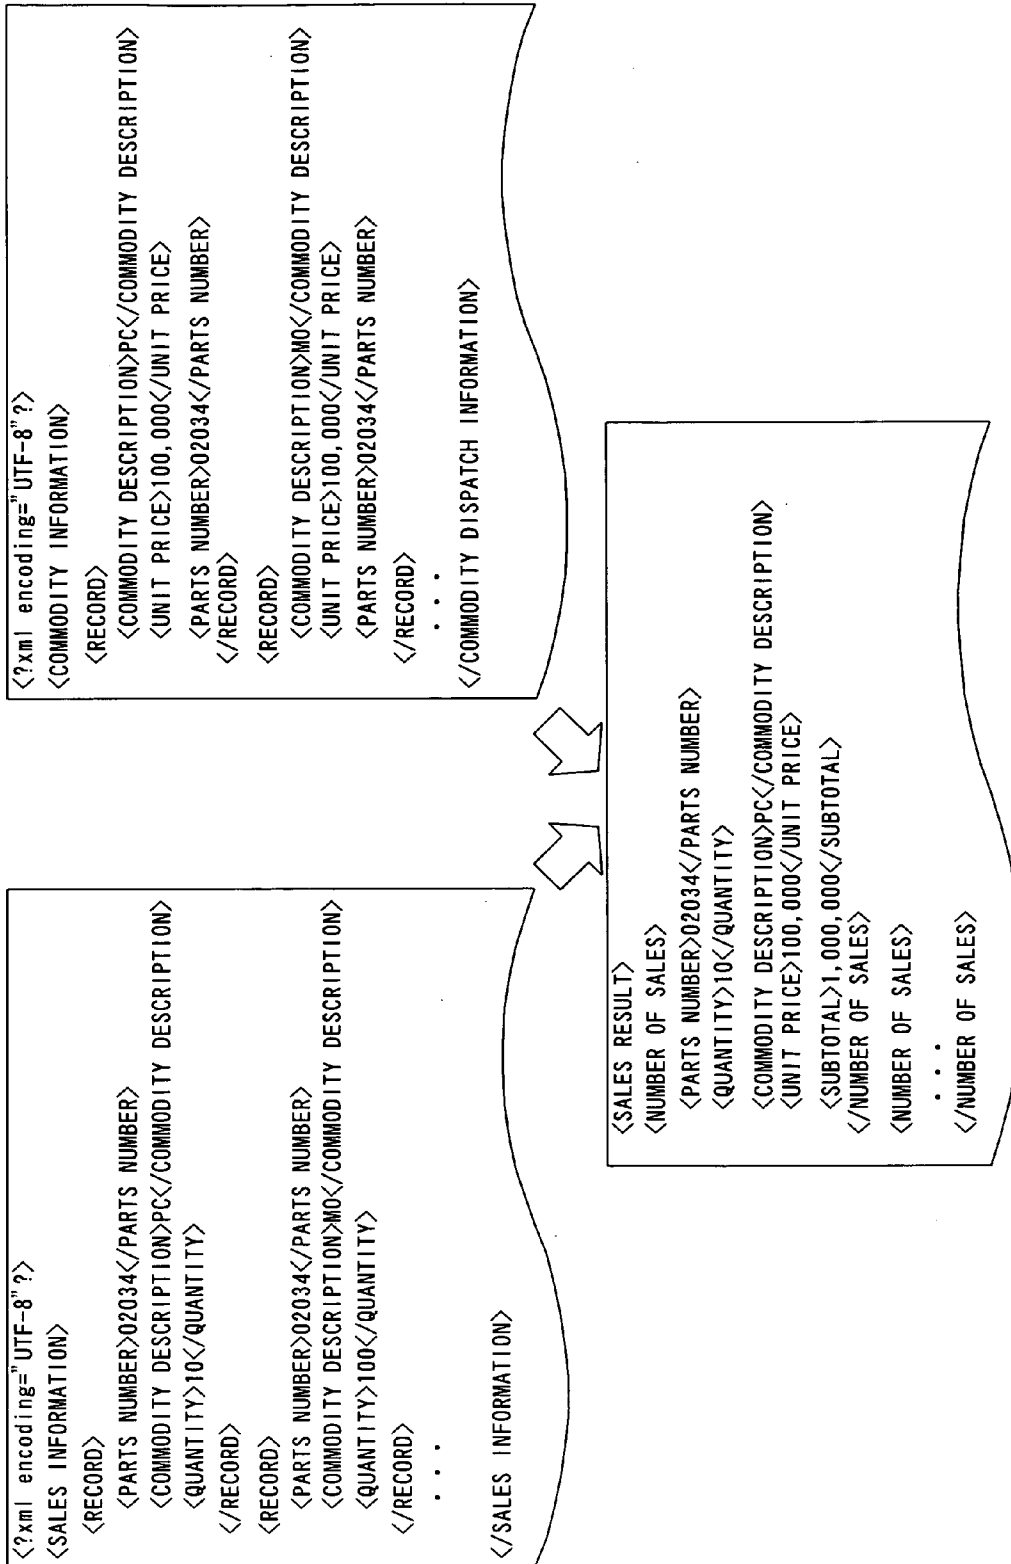 <?xml encoding="UTF-8"?>
<SALES INFORMATION>
<RECORD>
<PARTS NUMBER>02034</PARTS NUMBER>
<COMMODITY DESCRIPTION>PC</COMMODITY DESCRIPTION>
<QUANTITY>10</QUANTITY>
</RECORD>
<RECORD>
<PARTS NUMBER>02034</PARTS NUMBER>
<COMMODITY DESCRIPTION>MO</COMMODITY DESCRIPTION>
<QUANTITY>100</QUANTITY>
</RECORD>
. . .
</SALES INFORMATION>
<?xml encoding="UTF-8"?>
<COMMODITY INFORMATION>
<RECORD>
<COMMODITY DESCRIPTION>PC</COMMODITY DESCRIPTION>
<UNIT PRICE>100,000</UNIT PRICE>
<PARTS NUMBER>02034</PARTS NUMBER>
</RECORD>
<RECORD>
<COMMODITY DESCRIPTION>MO</COMMODITY DESCRIPTION>
<UNIT PRICE>100,000</UNIT PRICE>
<PARTS NUMBER>02034</PARTS NUMBER>
</RECORD>
. . .
</COMMODITY DISPATCH INFORMATION>
<SALES RESULT>
<NUMBER OF SALES>
<PARTS NUMBER>02034</PARTS NUMBER>
<QUANTITY>10</QUANTITY>
<COMMODITY DESCRIPTION>PC</COMMODITY DESCRIPTION>
<UNIT PRICE>100,000</UNIT PRICE>
<SUBTOTAL>1,000,000</SUBTOTAL>
</NUMBER OF SALES>
<NUMBER OF SALES>
. . . .
</NUMBER OF SALES>